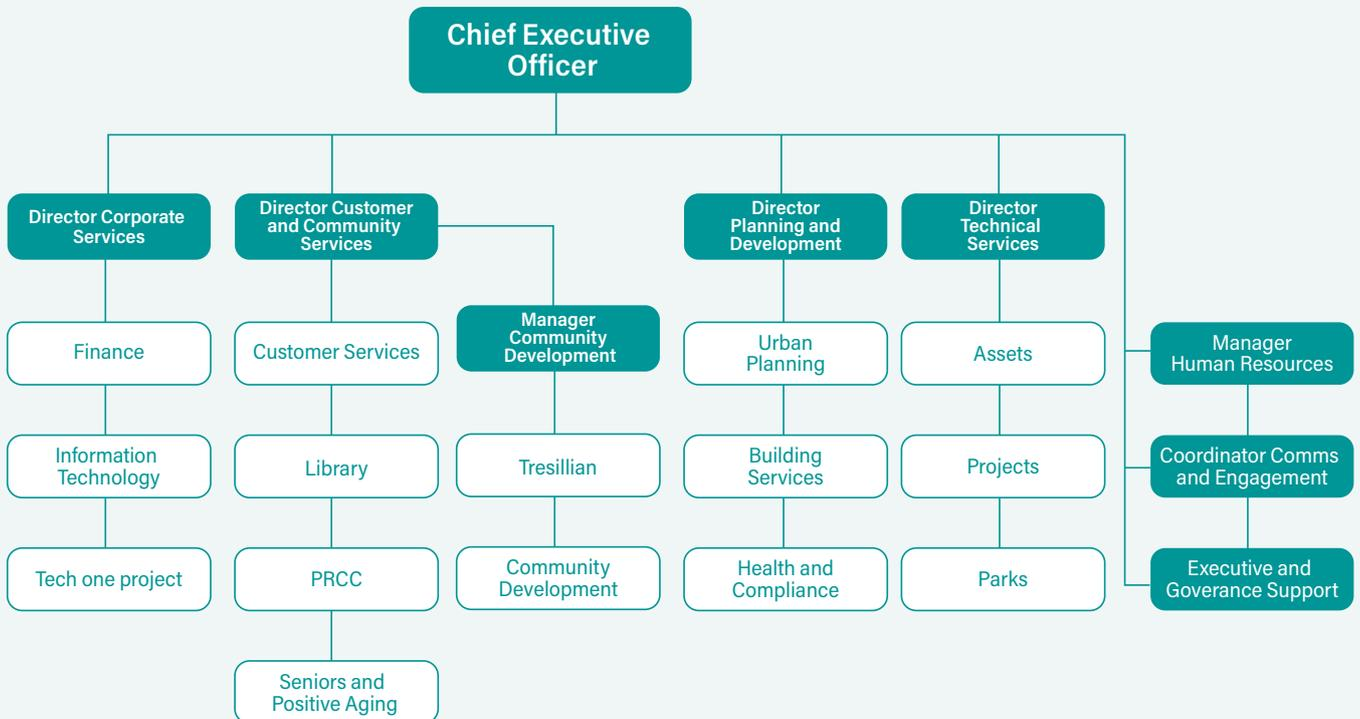 Chief Executive
Officer
Director Corporate
Services
Director Customer
and Community
Services
Director
Planning and
Development
Director
Technical
Services
Manager
Community
Development
Finance
Customer Services
Urban
Planning
Assets
Manager
Human Resources
Information
Technology
Library
Tresillian
Building
Services
Projects
Coordinator Comms
and Engagement
Tech one project
PRCC
Community
Development
Health and
Compliance
Parks
Executive and
Goverance Support
Seniors and
Positive Aging